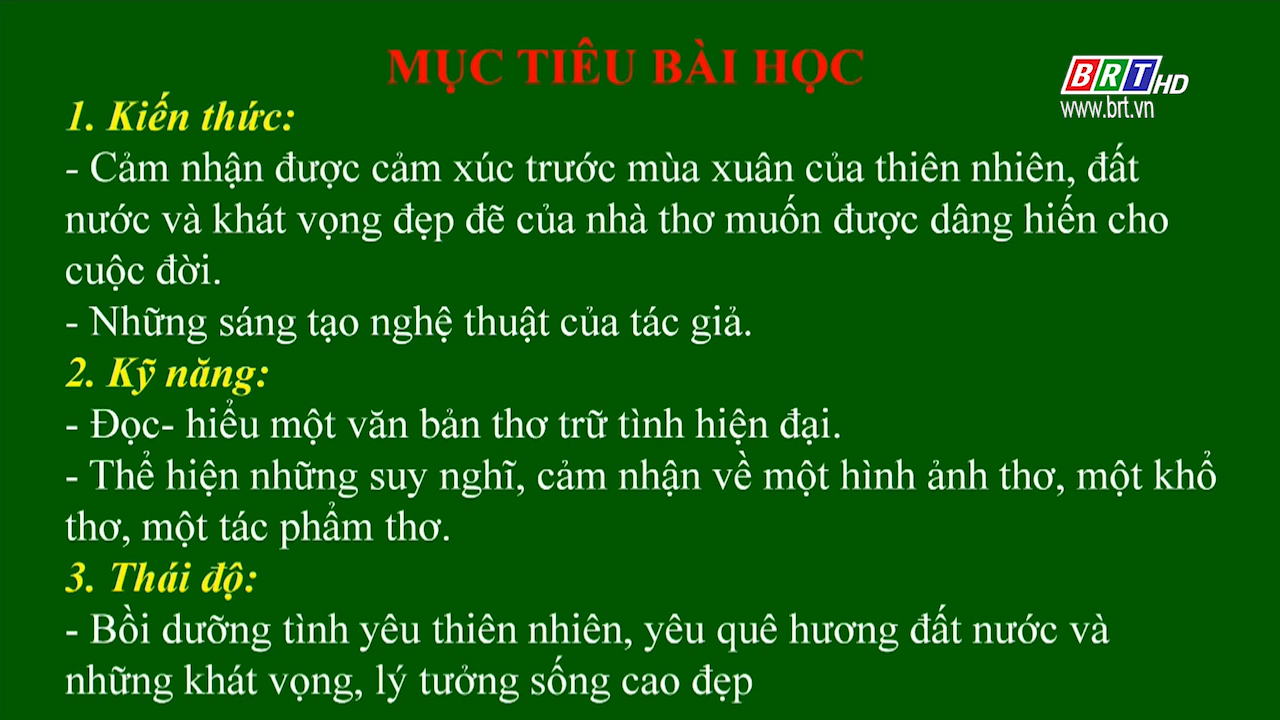 MỤC TIÊU BÀI HỌC
BRTHD
www.brt.vn
1. Kiến thức:
- Cảm nhận được cảm xúc trước mùa xuân của thiên nhiên, đất
nước và khát vọng đẹp đẽ của nhà thơ muốn được dâng hiến cho
cuộc đời.
- Những sáng tạo nghệ thuật của tác giả.
2. Kỹ năng:
- Đọc- hiểu một văn bản thơ trữ tình hiện đại.
- Thể hiện những suy nghĩ, cảm nhận về một hình ảnh thơ, một khổ
thơ, một tác phẩm thơ.
3. Thái độ:
- Bồi dưỡng tình yêu thiên nhiên, yêu quê hương đất nước và
những khát vọng, lý tưởng sống cao đẹp